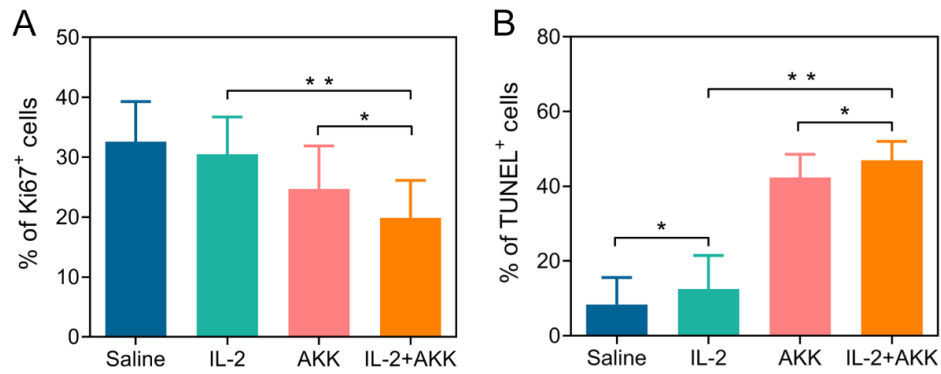 A
% of Ki67⁺ cells
50
40
30
20
10
0
* *
*
Saline IL-2 AKK IL-2+AKK
B
% of TUNEL⁺ cells
80
60
40
20
0
* *
*
*
Saline IL-2 AKK IL-2+AKK